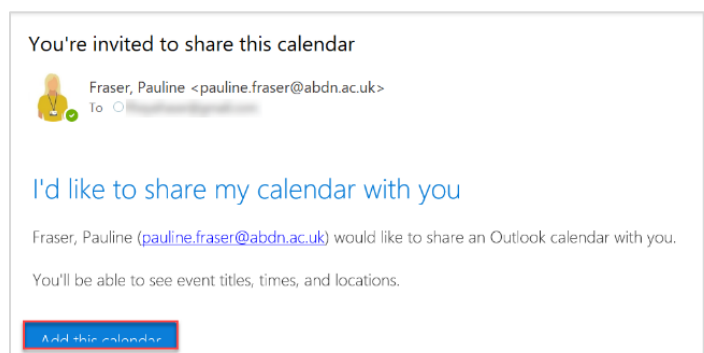 You're invited to share this calendar
Fraser, Pauline <pauline.fraser@abdn.ac.uk>
To
I'd like to share my calendar with you
Fraser, Pauline (pauline.fraser@abdn.ac.uk) would like to share an Outlook calendar with you.
You'll be able to see event titles, times, and locations.
Add this calendar